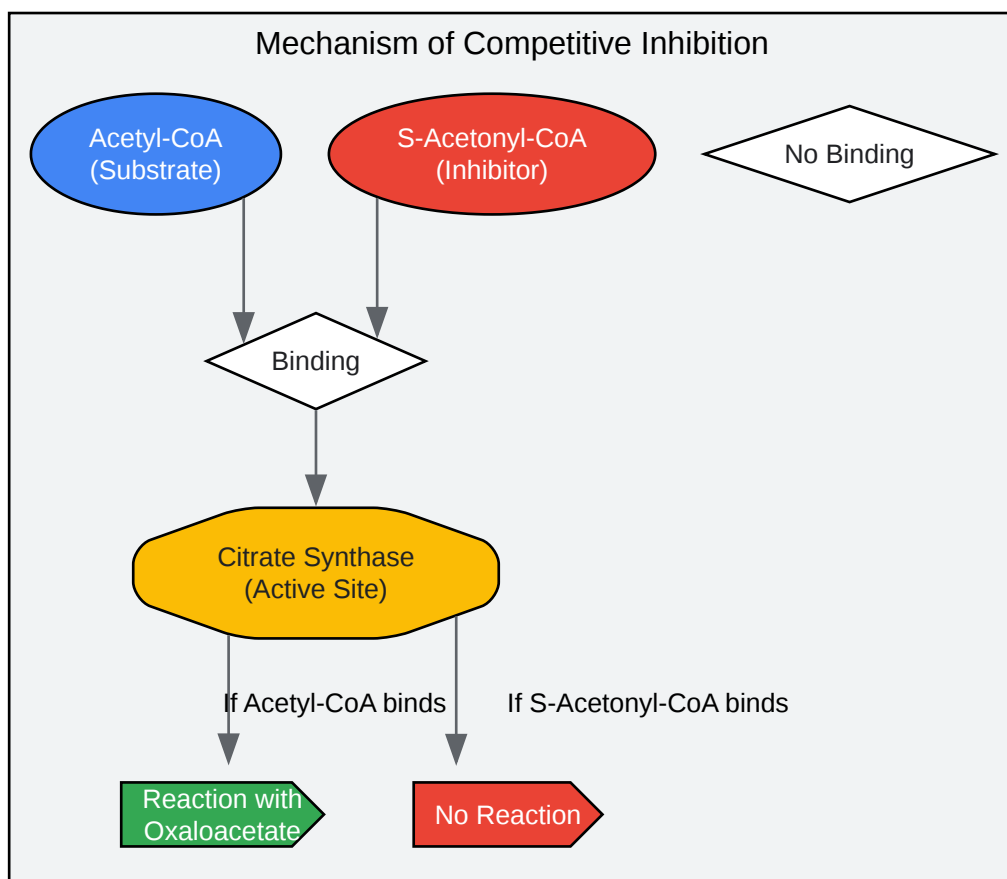 Mechanism of Competitive Inhibition
Acetyl-CoA
(Substrate)
S-Acetonyl-CoA
(Inhibitor)
No Binding
Binding
Citrate Synthase
(Active Site)
If Acetyl-CoA binds
If S-Acetonyl-CoA binds
Reaction with
Oxaloacetate
No Reaction